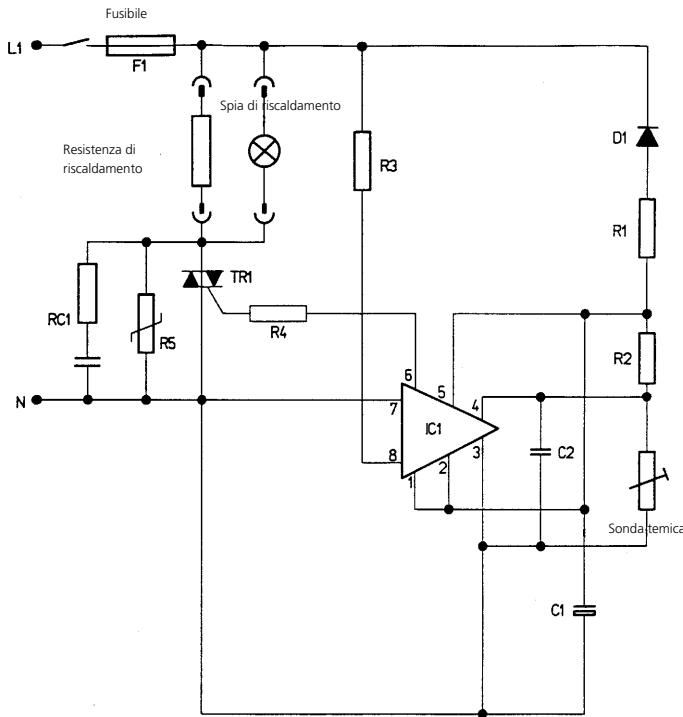 Fusibile
L1
F1
Spia di riscaldamento
Resistenza di
riscaldamento
R3
D1
R1
TR1
RC1
R5
R4
R2
6
5
4
N
7
IC1
8
3
2
1
C2
Sonda temica
C1